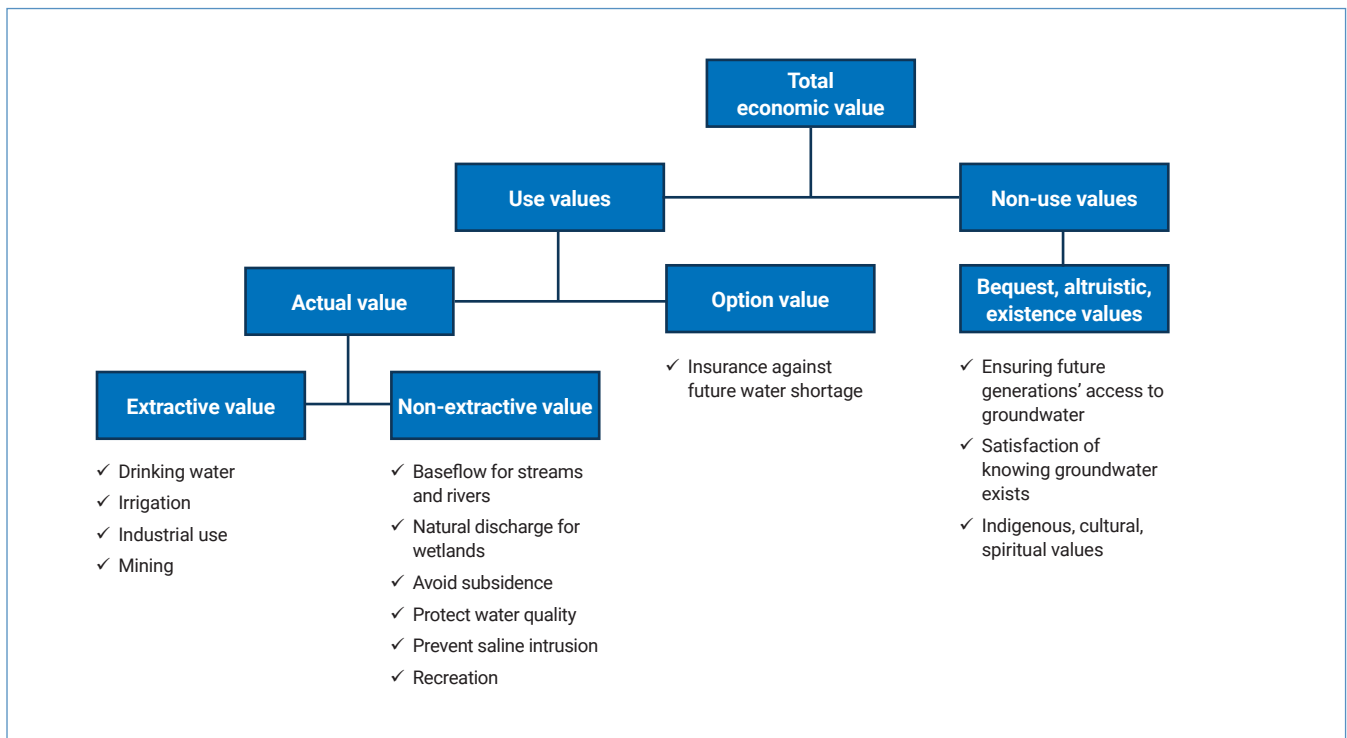 Total
economic value
Use values
Non-use values
Actual value
Option value
Bequest, altruistic,
existence values
Extractive value
Non-extractive value
✓ Drinking water
✓ Irrigation
✓ Industrial use
✓ Mining
✓ Baseflow for streams
and rivers
✓ Natural discharge for
wetlands
✓ Avoid subsidence
✓ Protect water quality
✓ Prevent saline intrusion
✓ Recreation
✓ Insurance against
future water shortage
✓ Ensuring future
generations’ access to
groundwater
✓ Satisfaction of
knowing groundwater
exists
✓ Indigenous, cultural,
spiritual values